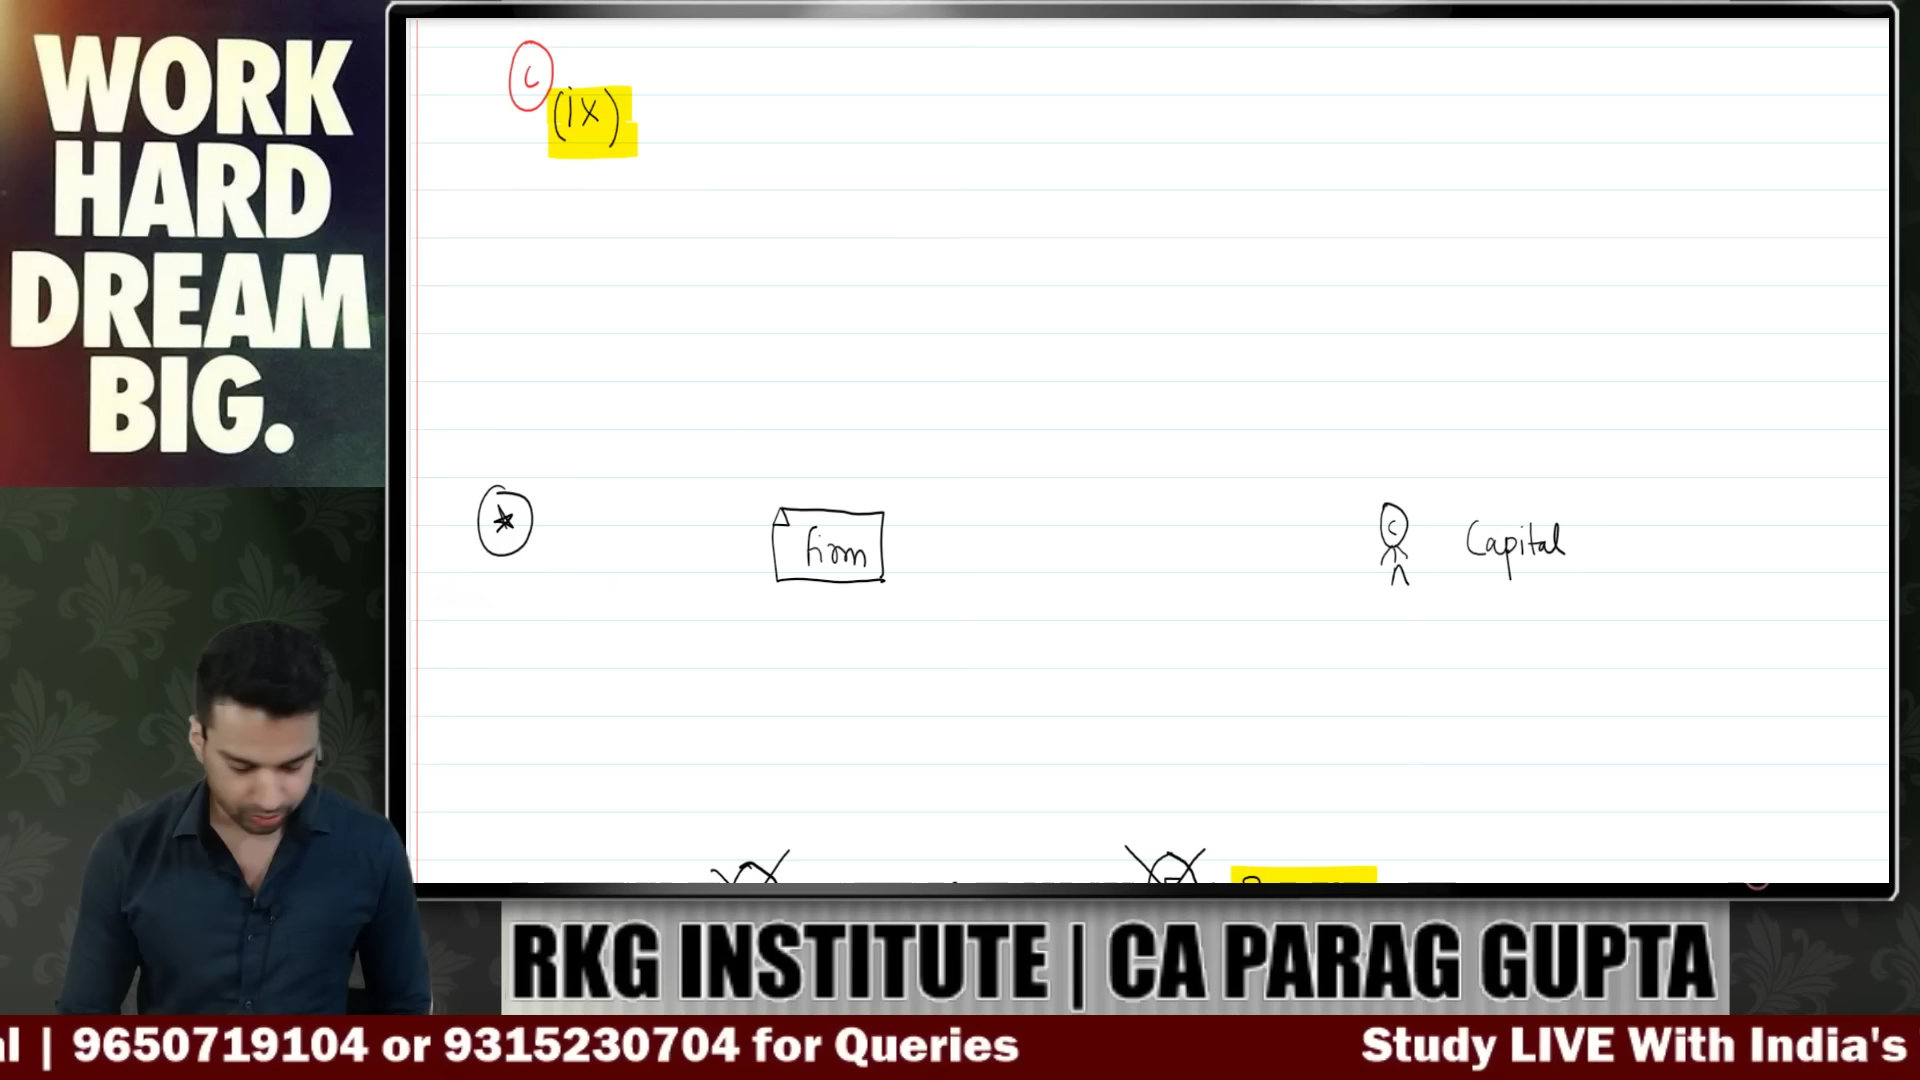 WORK
HARD
DREAM
BIG.
C
(ix)
firm
C
Capital
RKG INSTITUTE | CA PARAG GUPTA
al | 9650719104 or 9315230704 for Queries
Study LIVE With India's